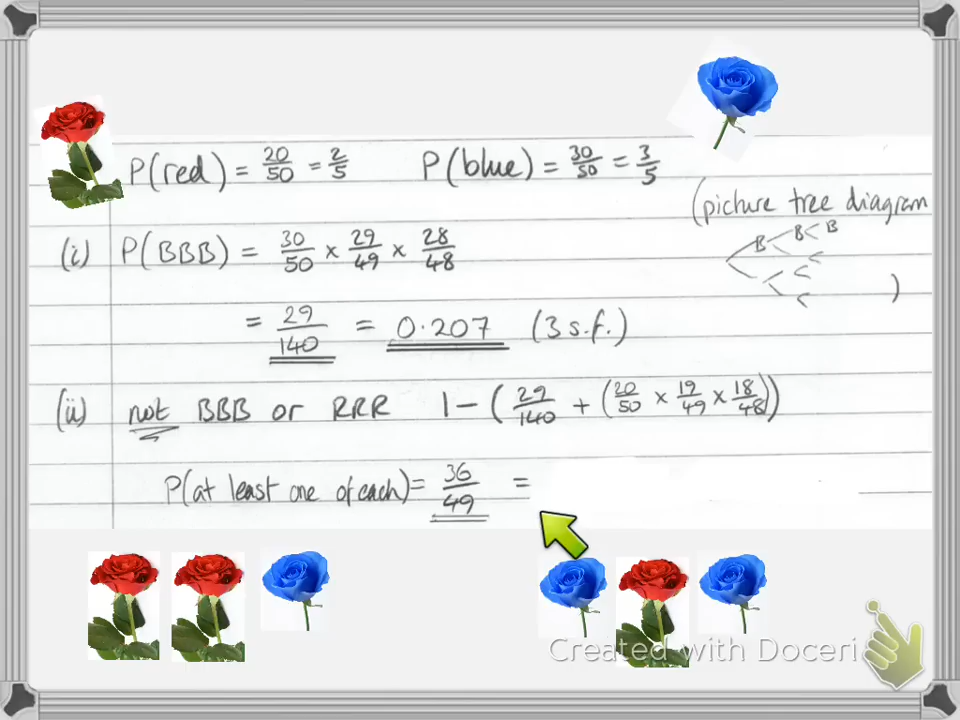 P(red) = 20/50 = 2/5 P(blue) = 30/50 = 3/5
(picture tree diagram
B B B
)
(i) P(BBB) = 30/50 × 29/49 × 28/48
= 29/140 = 0.207 (3 s.f.)
(ii) not BBB or RRR 1 - (29/140 + (20/50 × 19/49 × 18/48))
P(at least one of each) = 36/49 =
Created with Doceri